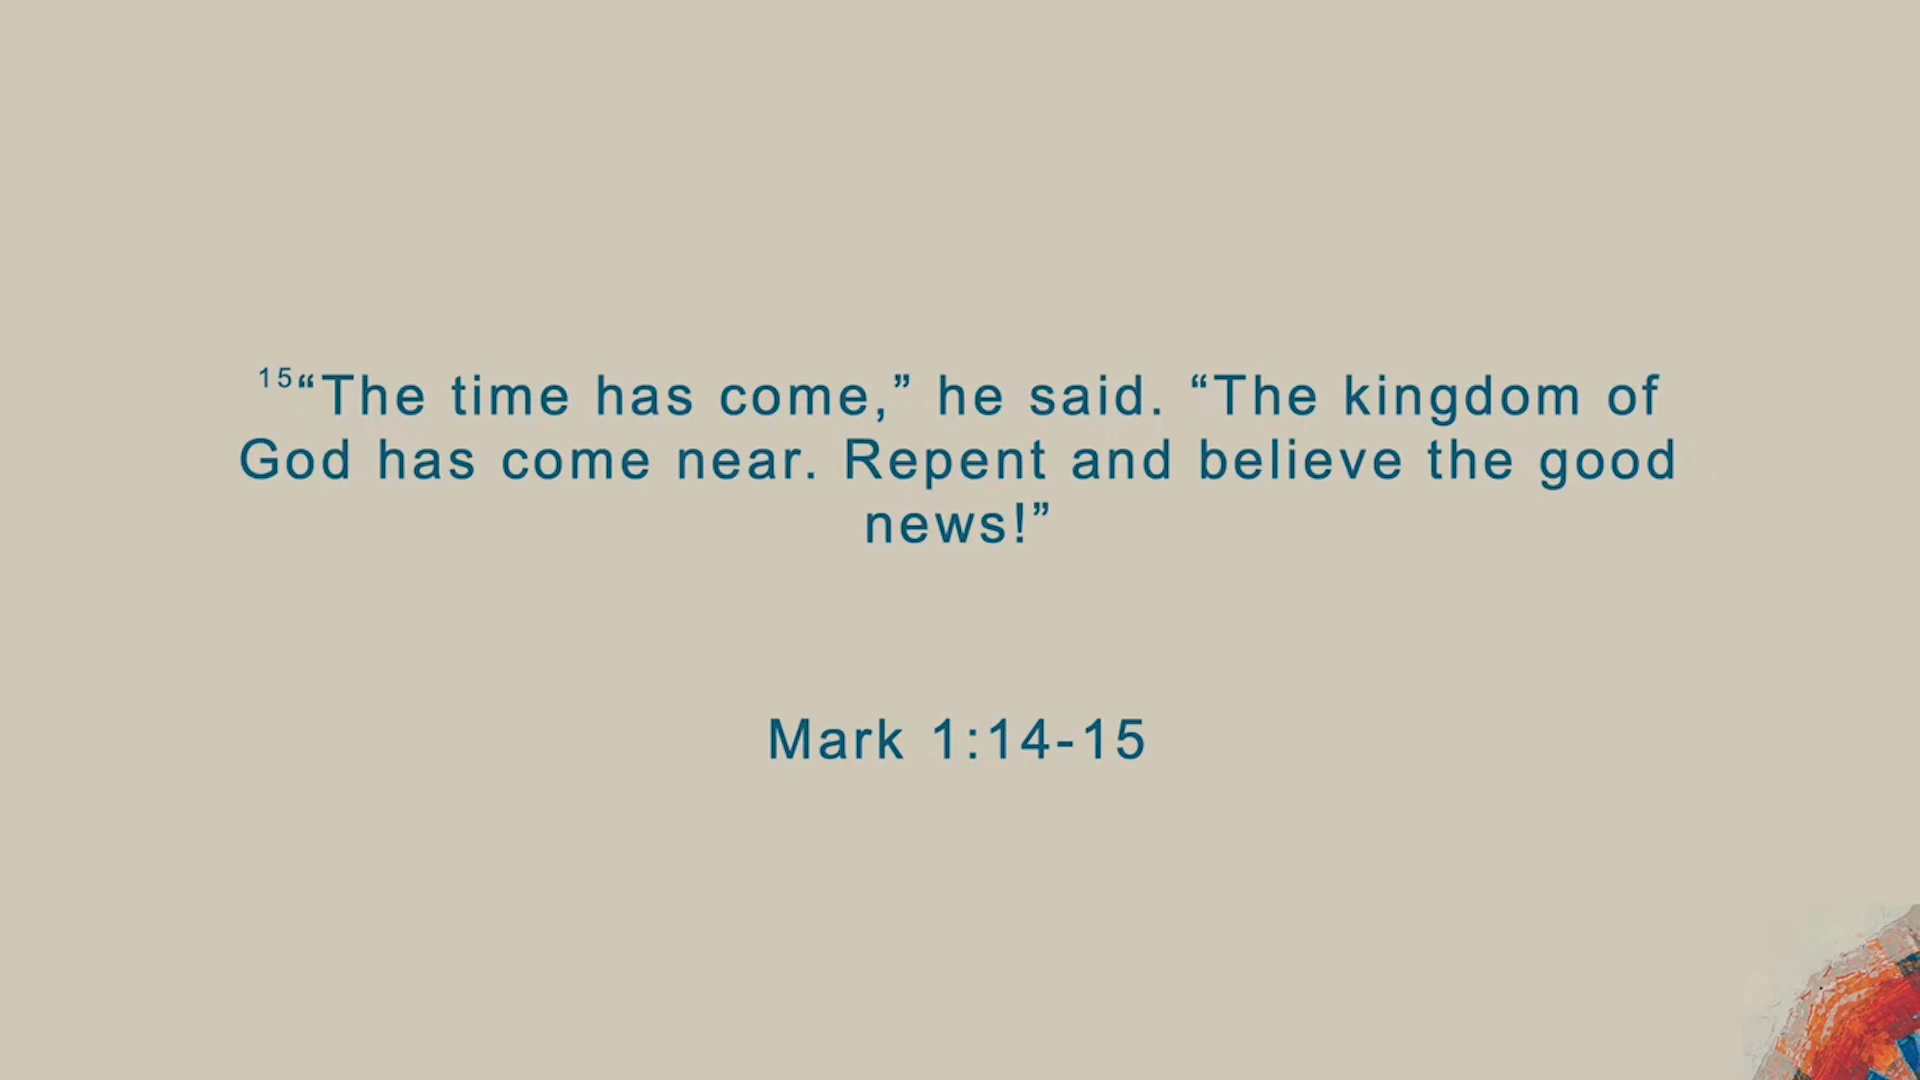 ¹⁵“The time has come,” he said. “The kingdom of
God has come near. Repent and believe the good
news!”
Mark 1:14-15